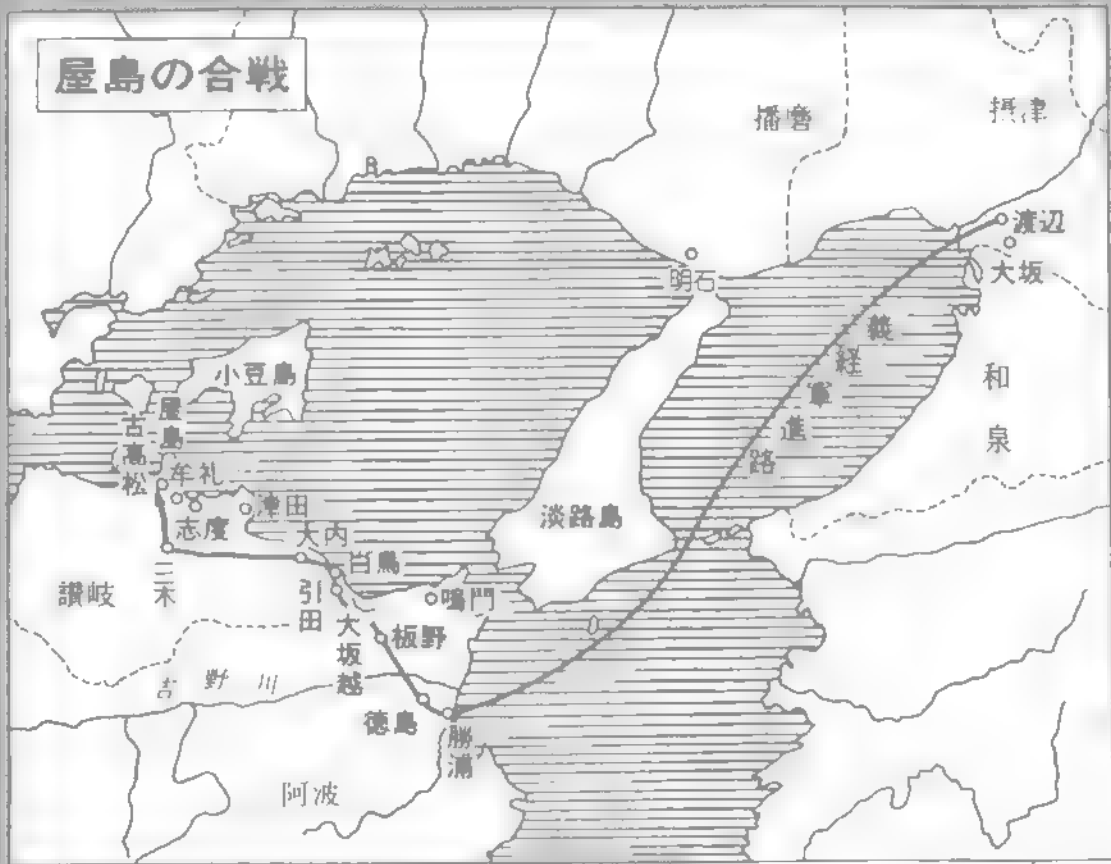 屋島の合戦
播磨
摂津
渡辺
大坂
明石
義経軍進路
和泉
小豆島
屋島
古高松
牟礼
志度
津田
淡路島
大内
白鳥
三木
讃岐
引田
鳴門
大坂越
板野
吉野川
徳島
勝浦
阿波